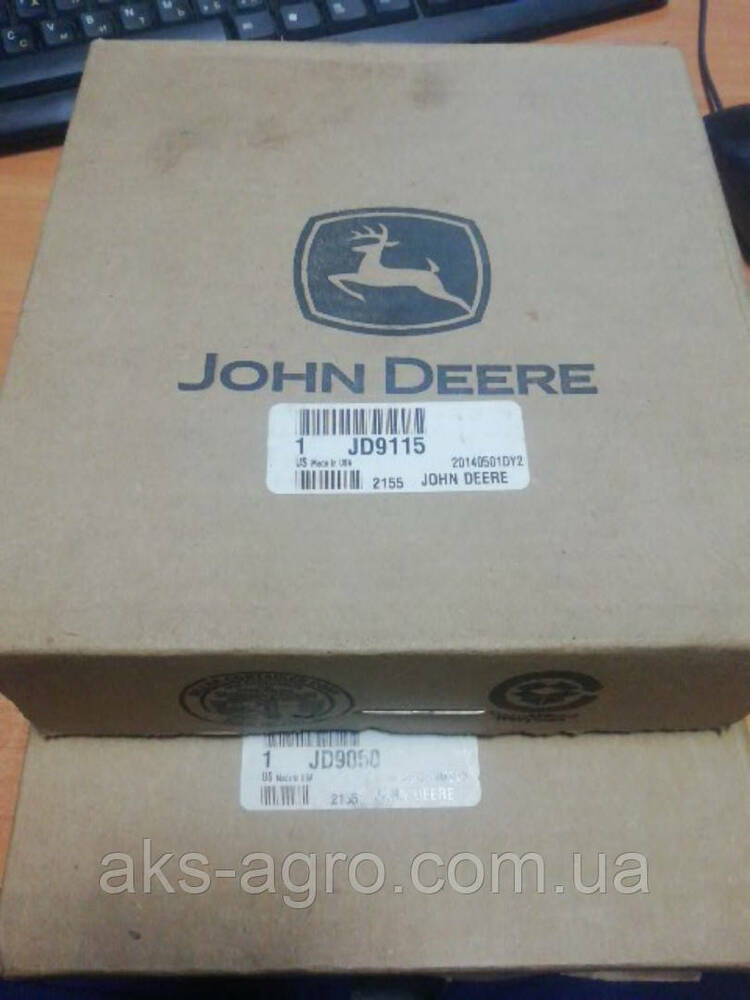 JOHN DEERE
1 JD9115
US Made in USA 20140501DY2
2155 JOHN DEERE
1 JD9050
US
2155 JOHN DEERE
aks-agro.com.ua